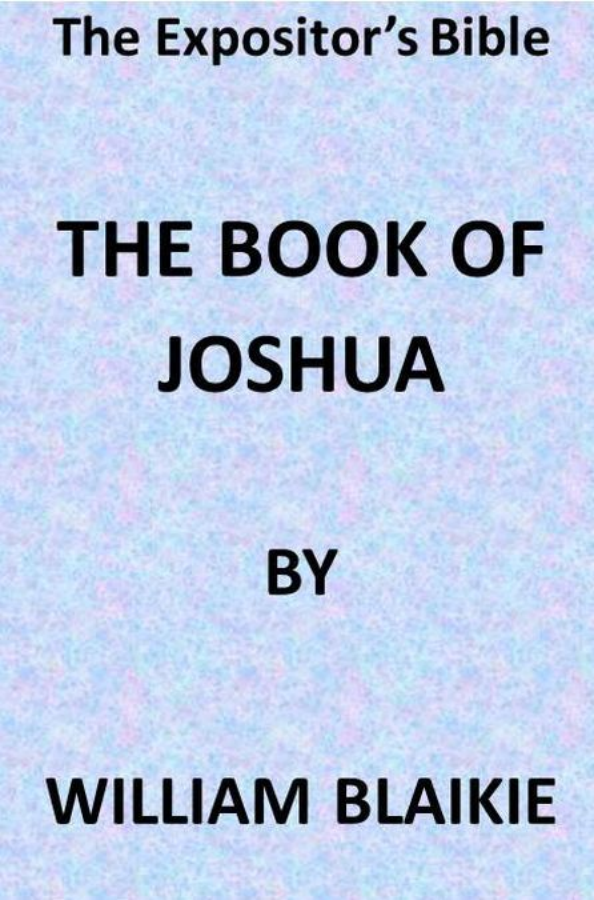 The Expositor’s Bible
THE BOOK OF
JOSHUA
BY
WILLIAM BLAIKIE